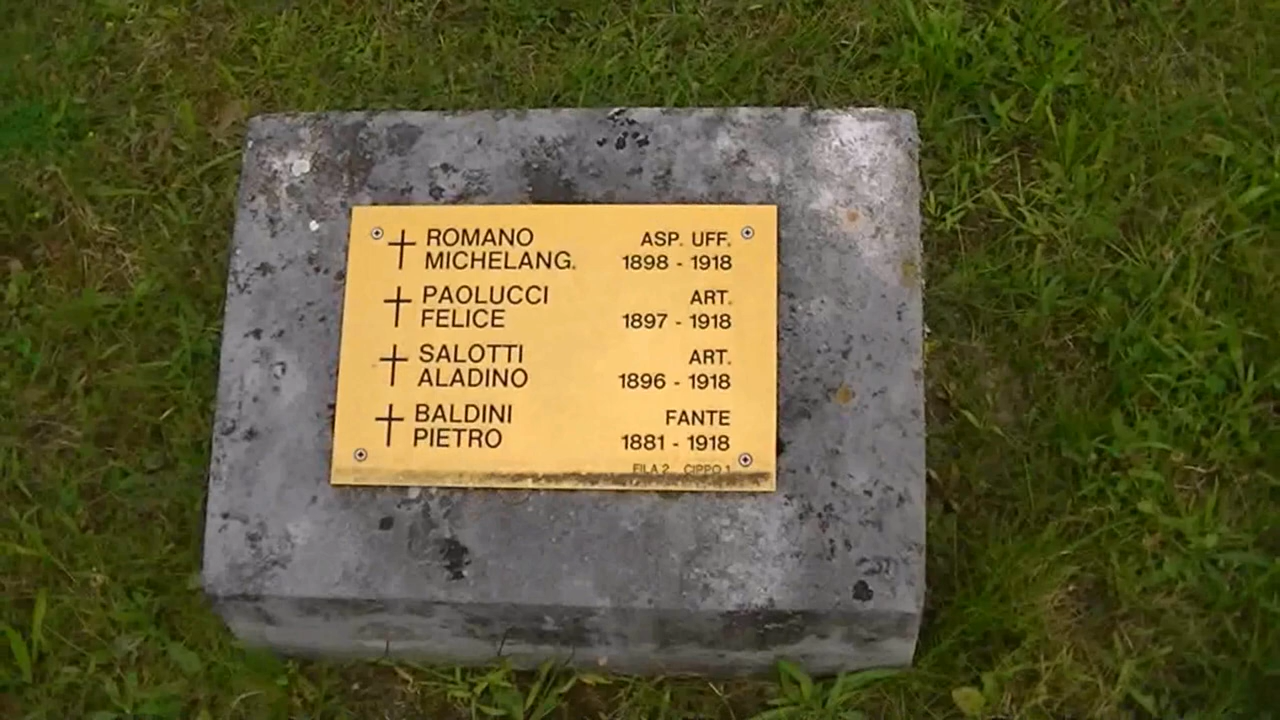 ROMANO ASP. UFF.
MICHELANG. 1898 - 1918
PAOLUCCI ART.
FELICE 1897 - 1918
SALOTTI ART.
ALADINO 1896 - 1918
BALDINI FANTE
PIETRO 1881 - 1918
FILA 2 CIPPO 1